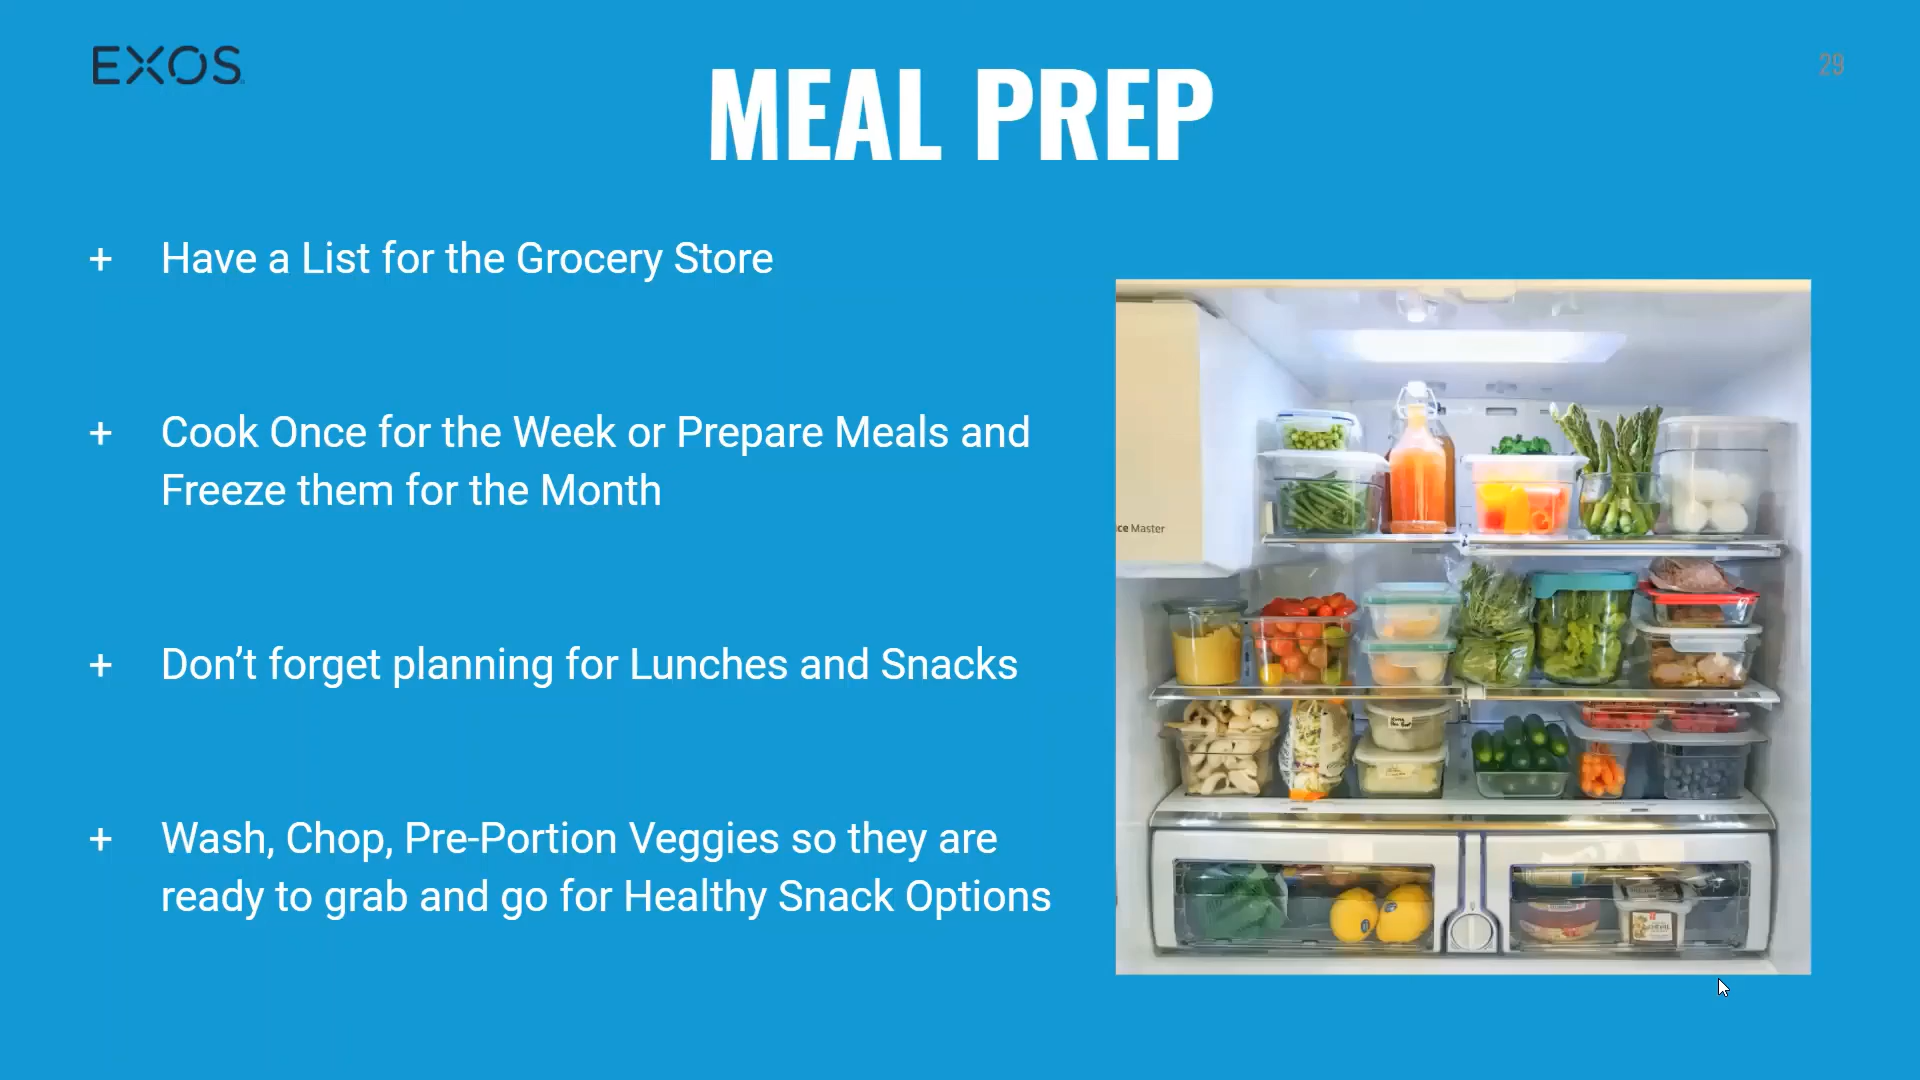 EXOS
29
MEAL PREP
+ Have a List for the Grocery Store
+ Cook Once for the Week or Prepare Meals and
Freeze them for the Month
+ Don’t forget planning for Lunches and Snacks
+ Wash, Chop, Pre-Portion Veggies so they are
ready to grab and go for Healthy Snack Options
ce Master